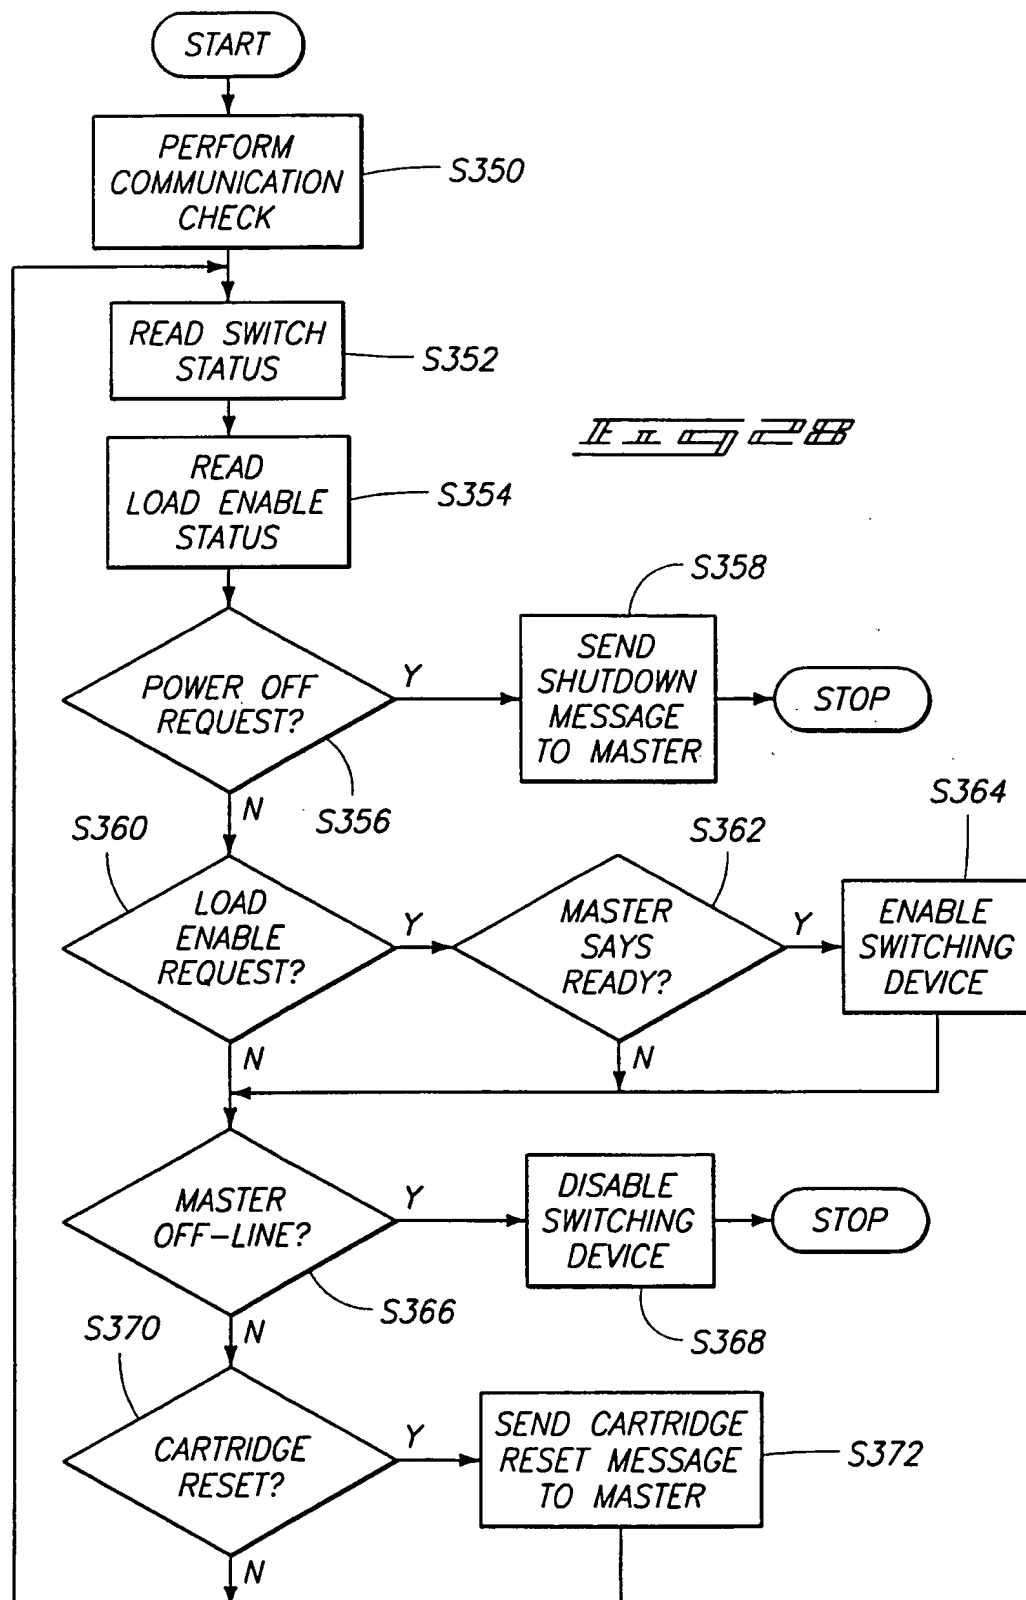 START
PERFORM
COMMUNICATION
CHECK
S350
READ SWITCH
STATUS
S352
Fig 28
READ
LOAD ENABLE
STATUS
S354
S358
POWER OFF
REQUEST?
Y
SEND
SHUTDOWN
MESSAGE
TO MASTER
STOP
N
S356
S360
S362
S364
LOAD
ENABLE
REQUEST?
Y
MASTER
SAYS
READY?
Y
ENABLE
SWITCHING
DEVICE
N
N
MASTER
OFF-LINE?
Y
DISABLE
SWITCHING
DEVICE
STOP
S366
S368
N
S370
CARTRIDGE
RESET?
Y
SEND CARTRIDGE
RESET MESSAGE
TO MASTER
S372
N